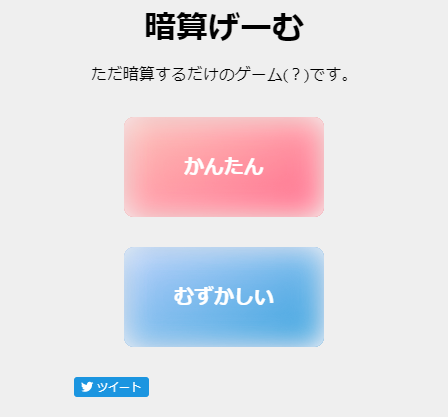 暗算げーむ
ただ暗算するだけのゲーム(？)です。
かんたん
むずかしい
ツイート